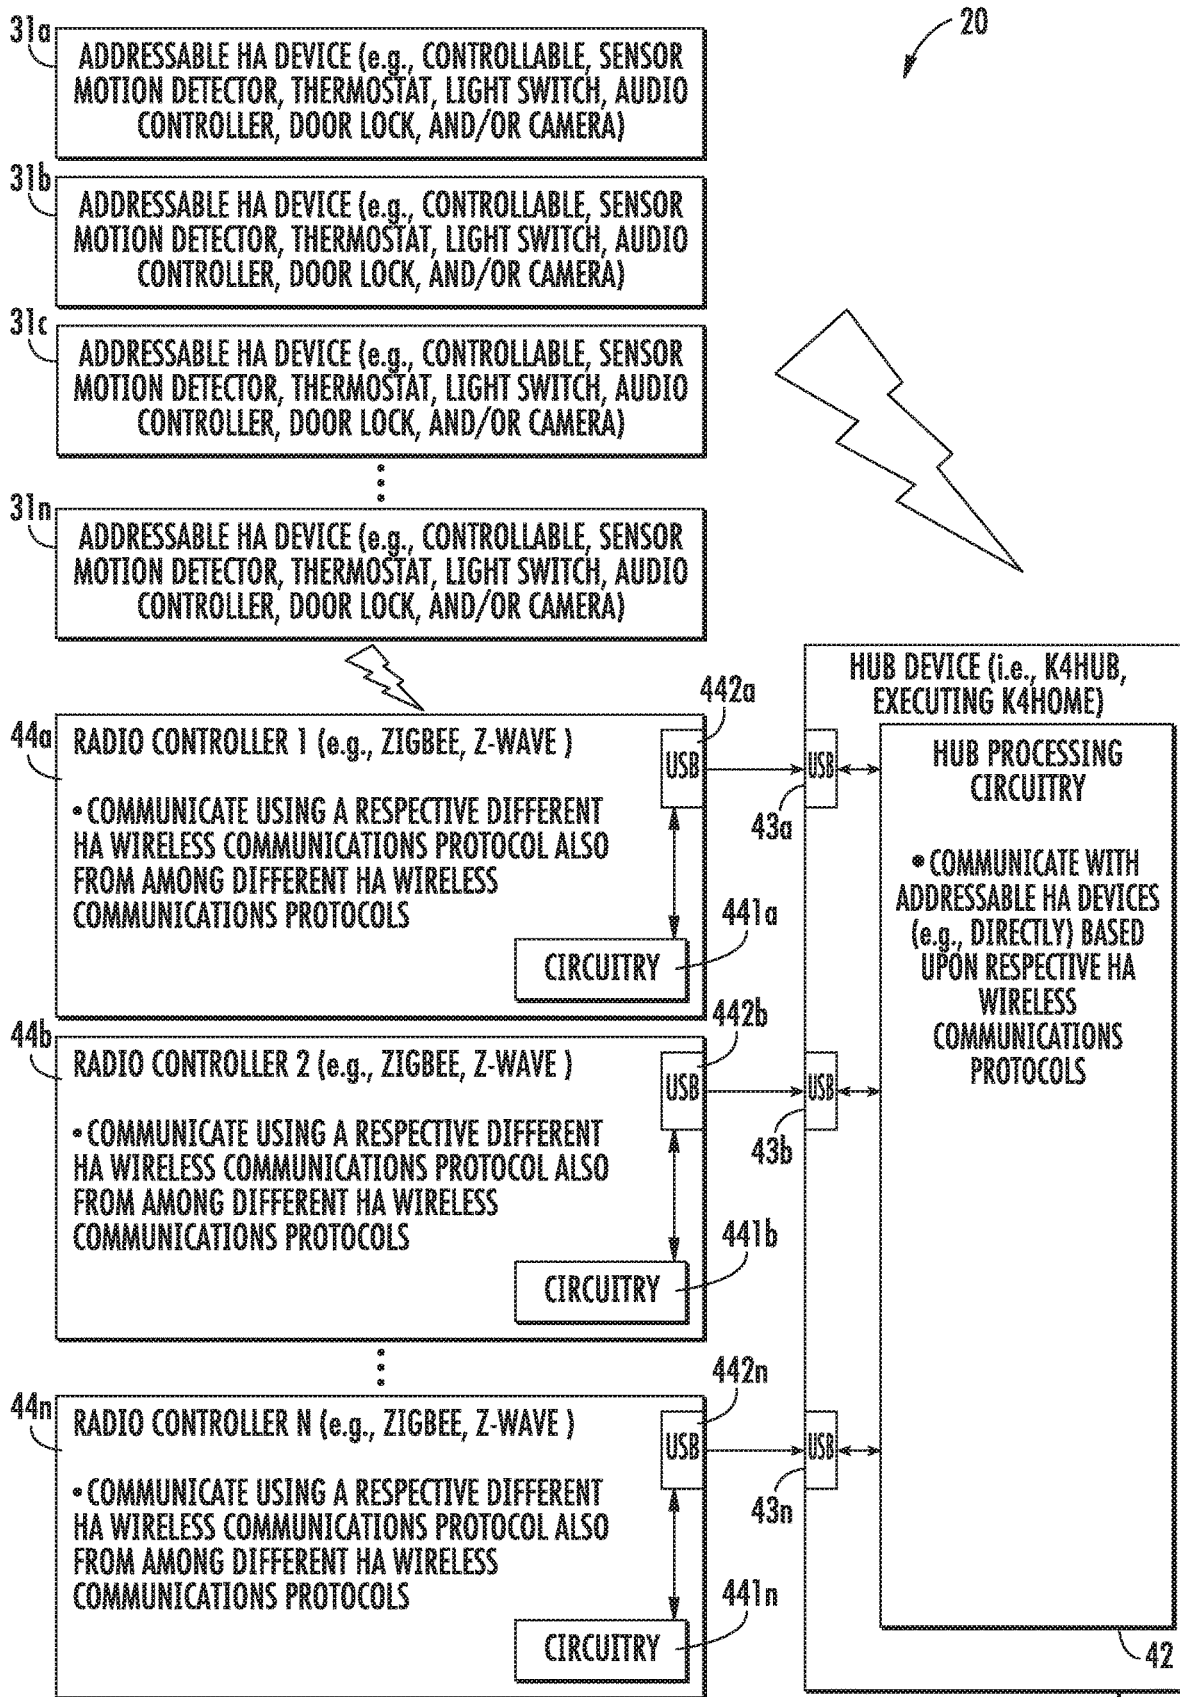 20
31a
ADDRESSABLE HA DEVICE (e.g., CONTROLLABLE, SENSOR
MOTION DETECTOR, THERMOSTAT, LIGHT SWITCH, AUDIO
CONTROLLER, DOOR LOCK, AND/OR CAMERA)
31b
ADDRESSABLE HA DEVICE (e.g., CONTROLLABLE, SENSOR
MOTION DETECTOR, THERMOSTAT, LIGHT SWITCH, AUDIO
CONTROLLER, DOOR LOCK, AND/OR CAMERA)
31c
ADDRESSABLE HA DEVICE (e.g., CONTROLLABLE, SENSOR
MOTION DETECTOR, THERMOSTAT, LIGHT SWITCH, AUDIO
CONTROLLER, DOOR LOCK, AND/OR CAMERA)
31n
ADDRESSABLE HA DEVICE (e.g., CONTROLLABLE, SENSOR
MOTION DETECTOR, THERMOSTAT, LIGHT SWITCH, AUDIO
CONTROLLER, DOOR LOCK, AND/OR CAMERA)
44a
RADIO CONTROLLER 1 (e.g., ZIGBEE, Z-WAVE )
• COMMUNICATE USING A RESPECTIVE DIFFERENT
HA WIRELESS COMMUNICATIONS PROTOCOL ALSO
FROM AMONG DIFFERENT HA WIRELESS
COMMUNICATIONS PROTOCOLS
442a
USB
CIRCUITRY
441a
44b
RADIO CONTROLLER 2 (e.g., ZIGBEE, Z-WAVE )
• COMMUNICATE USING A RESPECTIVE DIFFERENT
HA WIRELESS COMMUNICATIONS PROTOCOL ALSO
FROM AMONG DIFFERENT HA WIRELESS
COMMUNICATIONS PROTOCOLS
442b
USB
CIRCUITRY
441b
44n
RADIO CONTROLLER N (e.g., ZIGBEE, Z-WAVE )
• COMMUNICATE USING A RESPECTIVE DIFFERENT
HA WIRELESS COMMUNICATIONS PROTOCOL ALSO
FROM AMONG DIFFERENT HA WIRELESS
COMMUNICATIONS PROTOCOLS
442n
USB
CIRCUITRY
441n
HUB DEVICE (i.e., K4HUB,
EXECUTING K4HOME)
USB
43a
USB
43b
USB
43n
HUB PROCESSING
CIRCUITRY
• COMMUNICATE WITH
ADDRESSABLE HA DEVICES
(e.g., DIRECTLY) BASED
UPON RESPECTIVE HA
WIRELESS
COMMUNICATIONS
PROTOCOLS
42